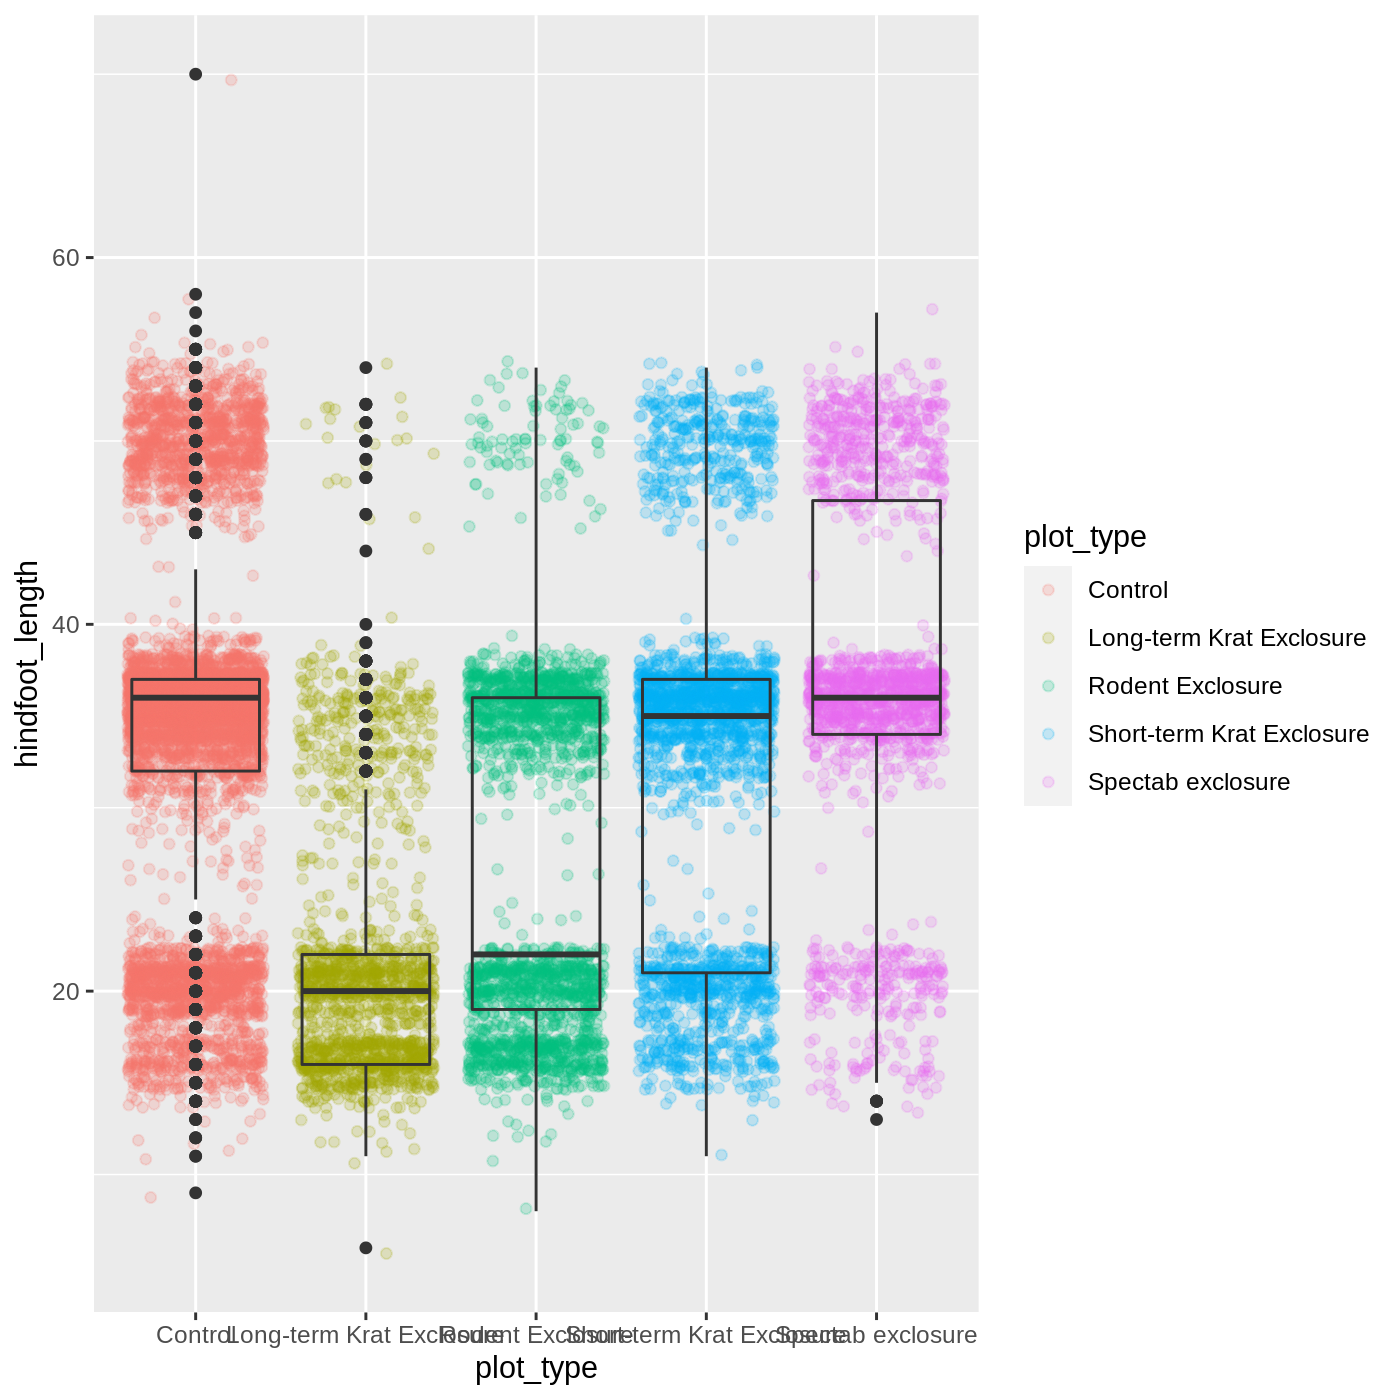 60
40
20
hindfoot_length
Control
Long-term Krat Exclosure
Rodent Exclosure
Short-term Krat Exclosure
Spectab exclosure
plot_type
plot_type
Control
Long-term Krat Exclosure
Rodent Exclosure
Short-term Krat Exclosure
Spectab exclosure